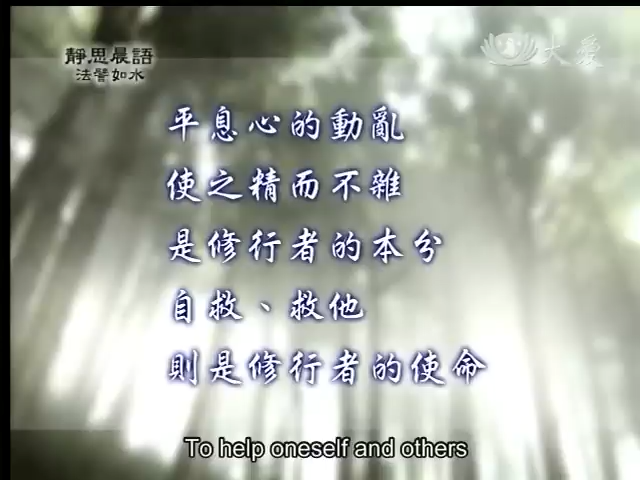 靜思晨語
法譬如水
大愛
平息心的動亂
使之精而不雜
是修行者的本分
自救、救他
則是修行者的使命
To help oneself and others